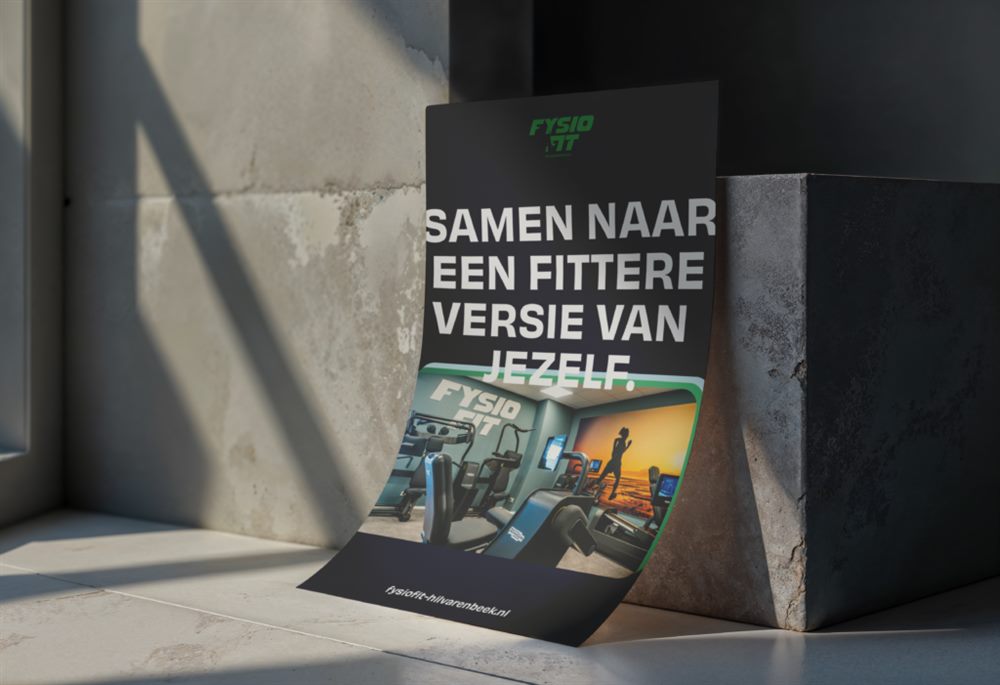 FYSIO
FIT
SAMEN NAAR
EEN FITTERE
VERSIE VAN
JEZELF.
FYSIO
FIT
fysiofit-hilvarenbeek.nl